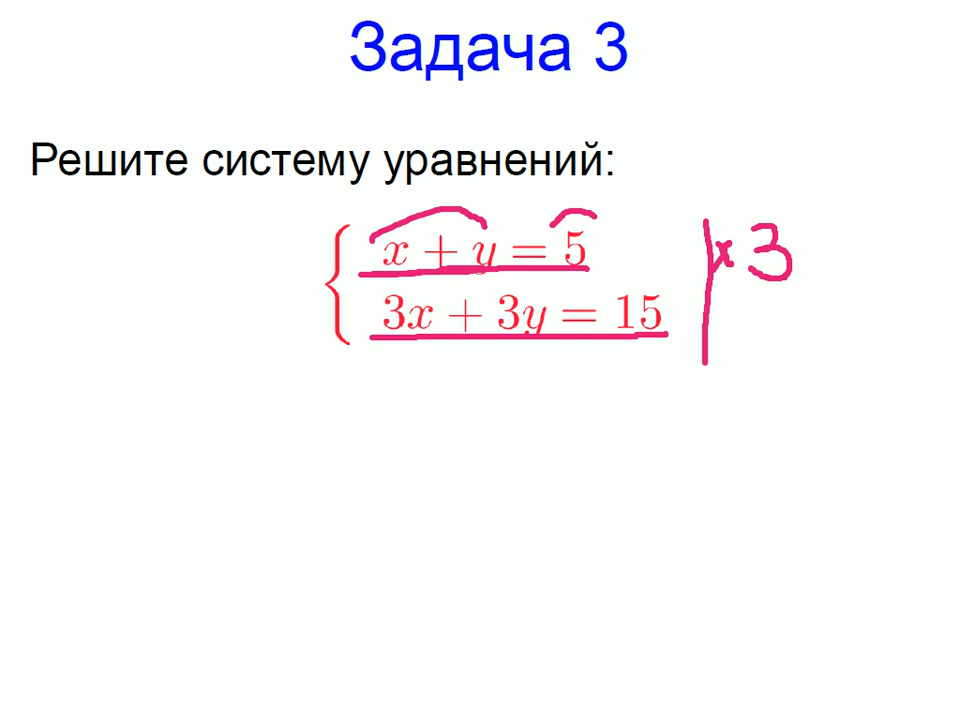 Задача 3
Решите систему уравнений:
x + y = 5 | × 3
3x + 3y = 15